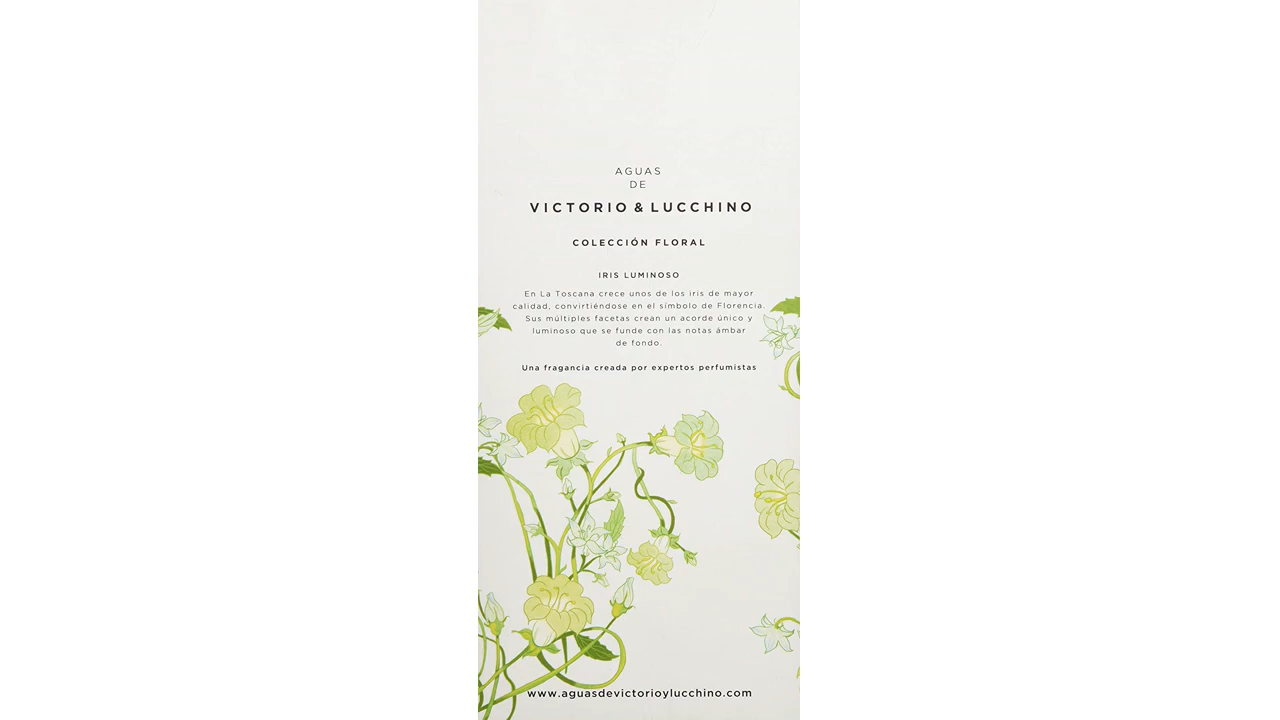 AGUAS
DE
VICTORIO & LUCCHINO
COLECCIÓN FLORAL
IRIS LUMINOSO
En La Toscana crece unos de los iris de mayor
calidad, convirtiéndose en el símbolo de Florencia.
Sus múltiples facetas crean un acorde único y
luminoso que se funde con las notas ámbar
de fondo.
Una fragancia creada por expertos perfumistas
www.aguasdevictorioylucchino.com